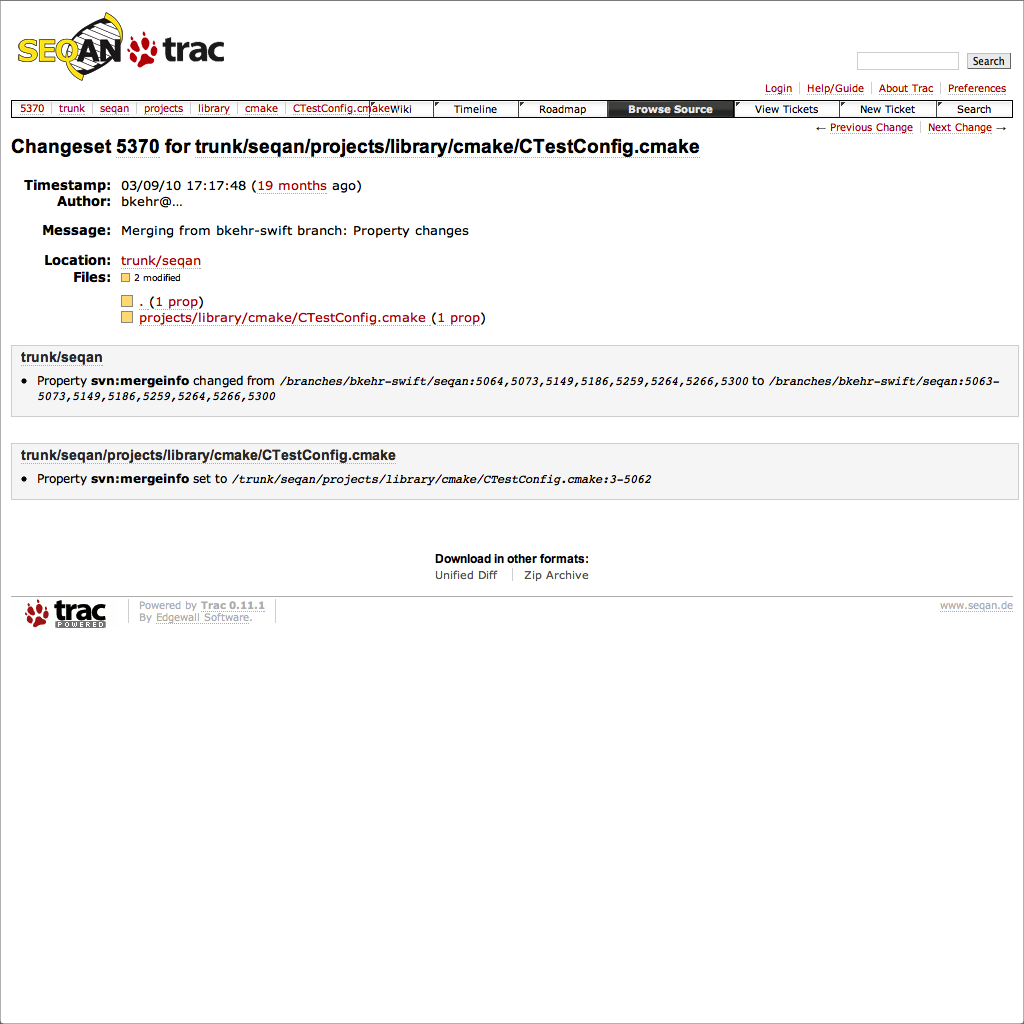 SEQAN trac
Search
Login Help/Guide About Trac Preferences
5370 trunk seqan projects library cmake CTestConfig.cmake Wiki Timeline Roadmap Browse Source View Tickets New Ticket Search
← Previous Change Next Change →
Changeset 5370 for trunk/seqan/projects/library/cmake/CTestConfig.cmake
Timestamp: 03/09/10 17:17:48 (19 months ago)
Author: bkehr@...
Message: Merging from bkehr-swift branch: Property changes
Location: trunk/seqan
Files: 2 modified
. (1 prop)
projects/library/cmake/CTestConfig.cmake (1 prop)
trunk/seqan
• Property svn:mergeinfo changed from /branches/bkehr-swift/seqan:5064,5073,5149,5186,5259,5264,5266,5300 to /branches/bkehr-swift/seqan:5063-
5073,5149,5186,5259,5264,5266,5300
trunk/seqan/projects/library/cmake/CTestConfig.cmake
• Property svn:mergeinfo set to /trunk/seqan/projects/library/cmake/CTestConfig.cmake:3-5062
Download in other formats:
Unified Diff Zip Archive
trac Powered by Trac 0.11.1 www.seqan.de
POWERED By Edgewall Software.